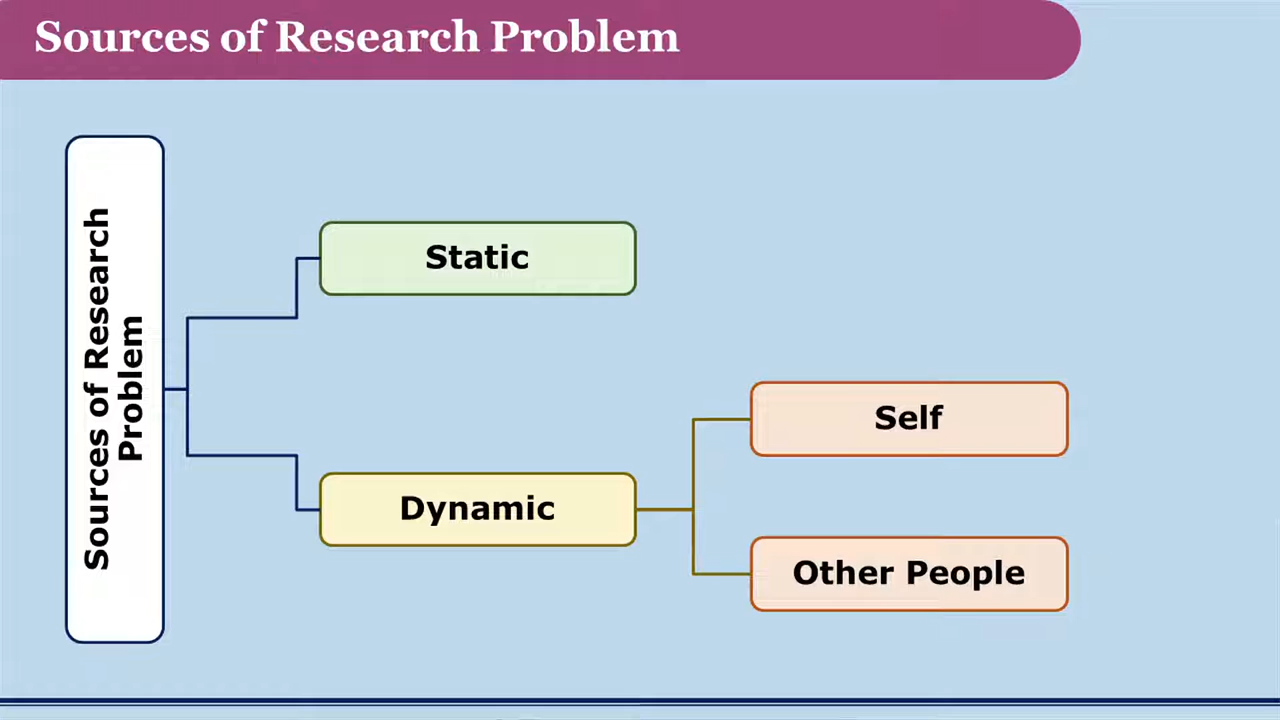 Sources of Research Problem
Sources of Research
Problem
Static
Dynamic
Self
Other People